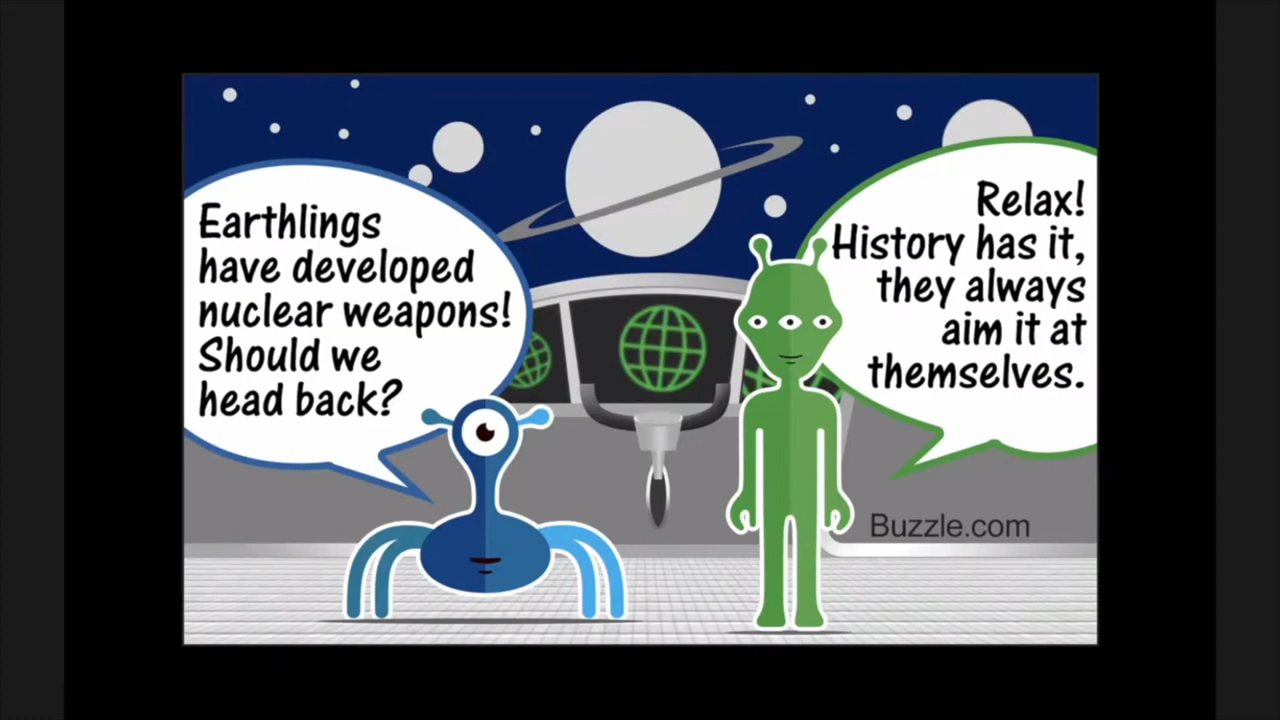 Earthlings
have developed
nuclear weapons!
Should we
head back?
Relax!
History has it,
they always
aim it at
themselves.
Buzzle.com